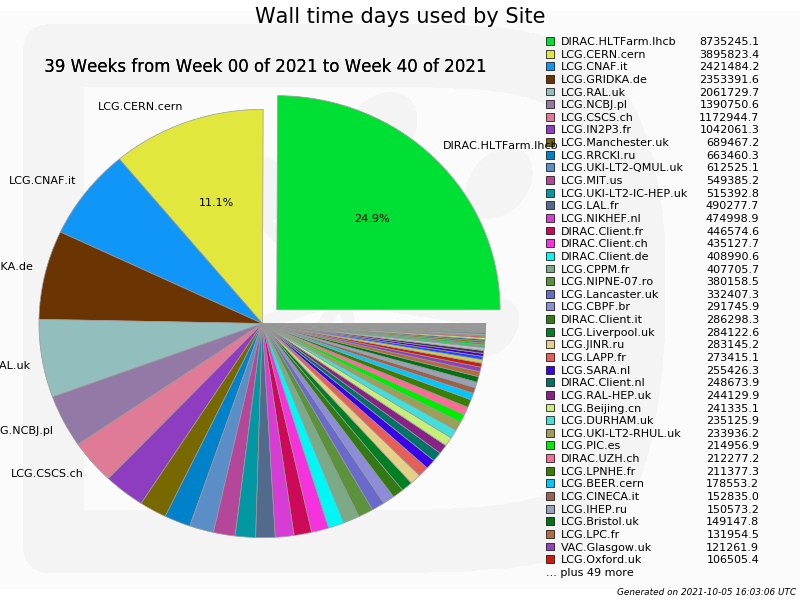 Wall time days used by Site
39 Weeks from Week 00 of 2021 to Week 40 of 2021
LCG.CERN.cern
DIRAC.HLTFarm.lhcb
LCG.CNAF.it
11.1%
24.9%
KA.de
AL.uk
G.NCBJ.pl
LCG.CSCS.ch
DIRAC.HLTFarm.lhcb 8735245.1
LCG.CERN.cern 3895823.4
LCG.CNAF.it 2421484.2
LCG.GRIDKA.de 2353391.6
LCG.RAL.uk 2061729.7
LCG.NCBJ.pl 1390750.6
LCG.CSCS.ch 1172944.7
LCG.IN2P3.fr 1042061.3
LCG.Manchester.uk 689467.2
LCG.RRCKI.ru 663460.3
LCG.UKI-LT2-QMUL.uk 612525.1
LCG.MIT.us 549385.2
LCG.UKI-LT2-IC-HEP.uk 515392.8
LCG.LAL.fr 490277.7
LCG.NIKHEF.nl 474998.9
DIRAC.Client.fr 446574.6
DIRAC.Client.ch 435127.7
DIRAC.Client.de 408990.6
LCG.CPPM.fr 407705.7
LCG.NIPNE-07.ro 380158.5
LCG.Lancaster.uk 332407.3
LCG.CBPF.br 291745.9
DIRAC.Client.it 286298.3
LCG.Liverpool.uk 284122.6
LCG.JINR.ru 283145.2
LCG.LAPP.fr 273415.1
LCG.SARA.nl 255426.3
DIRAC.Client.nl 248673.9
LCG.RAL-HEP.uk 244129.9
LCG.Beijing.cn 241335.1
LCG.DURHAM.uk 235125.9
LCG.UKI-LT2-RHUL.uk 233936.2
LCG.PIC.es 214956.9
DIRAC.UZH.ch 212277.2
LCG.LPNHE.fr 211377.3
LCG.BEER.cern 178553.2
LCG.CINECA.it 152835.0
LCG.IHEP.ru 150573.2
LCG.Bristol.uk 149147.8
LCG.LPC.fr 131954.5
VAC.Glasgow.uk 121261.9
LCG.Oxford.uk 106505.4
... plus 49 more
Generated on 2021-10-05 16:03:06 UTC